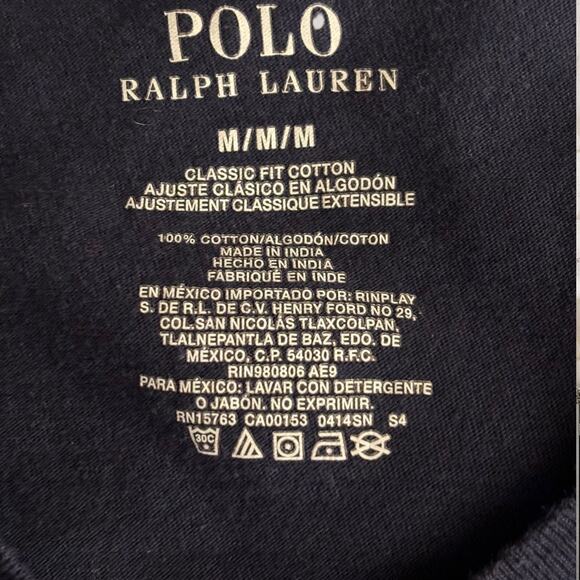 POLO
RALPH LAUREN
M/M/M
CLASSIC FIT COTTON
AJUSTE CLÁSICO EN ALGODÓN
AJUSTEMENT CLASSIQUE EXTENSIBLE
100% COTTON/ALGODÓN/COTON
MADE IN INDIA
HECHO EN INDIA
FABRIQUÉ EN INDE
EN MÉXICO IMPORTADO POR: RINPLAY
S. DE R.L. DE C.V. HENRY FORD NO 29,
COL.SAN NICOLÁS TLAXCOLPAN,
TLALNEPANTLA DE BAZ, EDO. DE
MÉXICO, C.P. 54030 R.F.C.
RIN980806 AE9
PARA MÉXICO: LAVAR CON DETERGENTE
O JABÓN. NO EXPRIMIR.
RN15763 CA00153 0414SN S4
30C